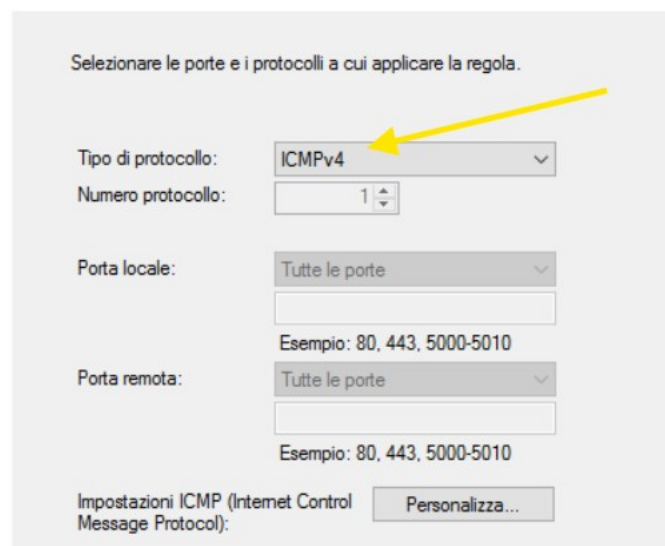 Selezionare le porte e i protocolli a cui applicare la regola.
Tipo di protocollo: ICMPv4
Numero protocollo: 1
Porta locale: Tutte le porte
Esempio: 80, 443, 5000-5010
Porta remota: Tutte le porte
Esempio: 80, 443, 5000-5010
Impostazioni ICMP (Internet Control Personalizza...
Message Protocol):